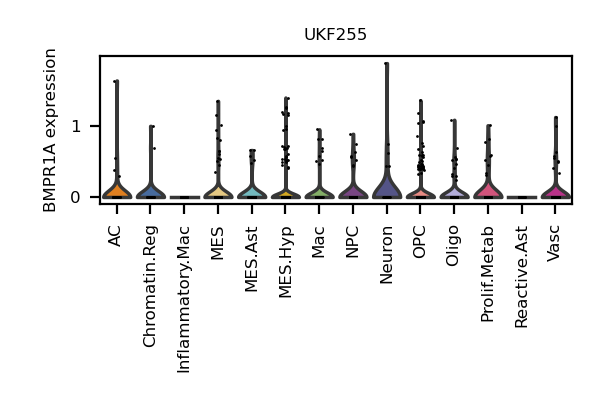 UKF255
BMPR1A expression
1
0
AC
Chromatin.Reg
Inflammatory.Mac
MES
MES.Ast
MES.Hyp
Mac
NPC
Neuron
OPC
Oligo
Prolif.Metab
Reactive.Ast
Vasc